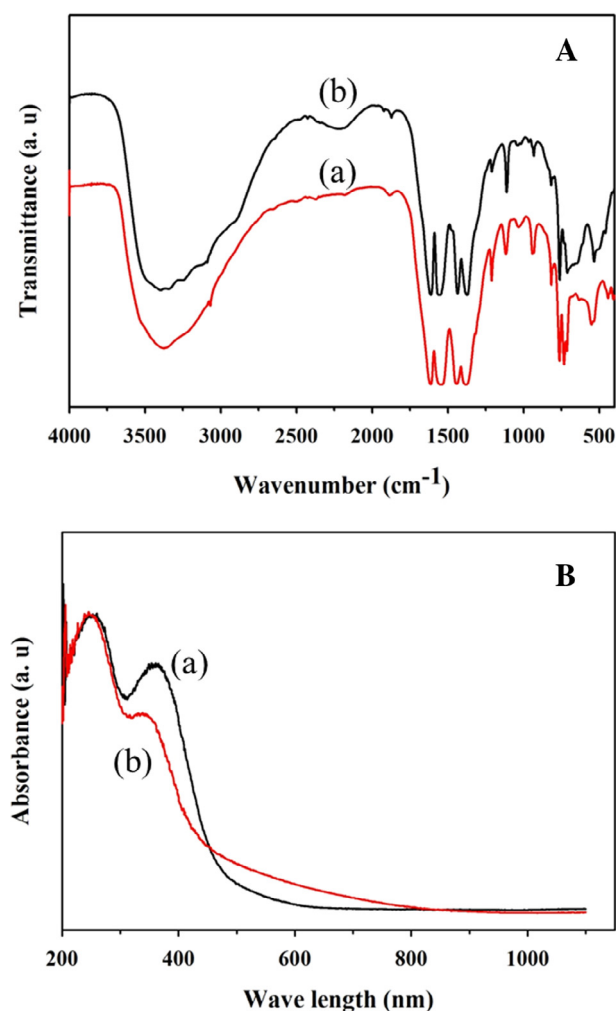 A
(b)
(a)
Transmittance (a. u)
4000 3500 3000 2500 2000 1500 1000 500
Wavenumber (cm-1)
B
(a)
(b)
Absorbance (a. u)
200 400 600 800 1000
Wave length (nm)